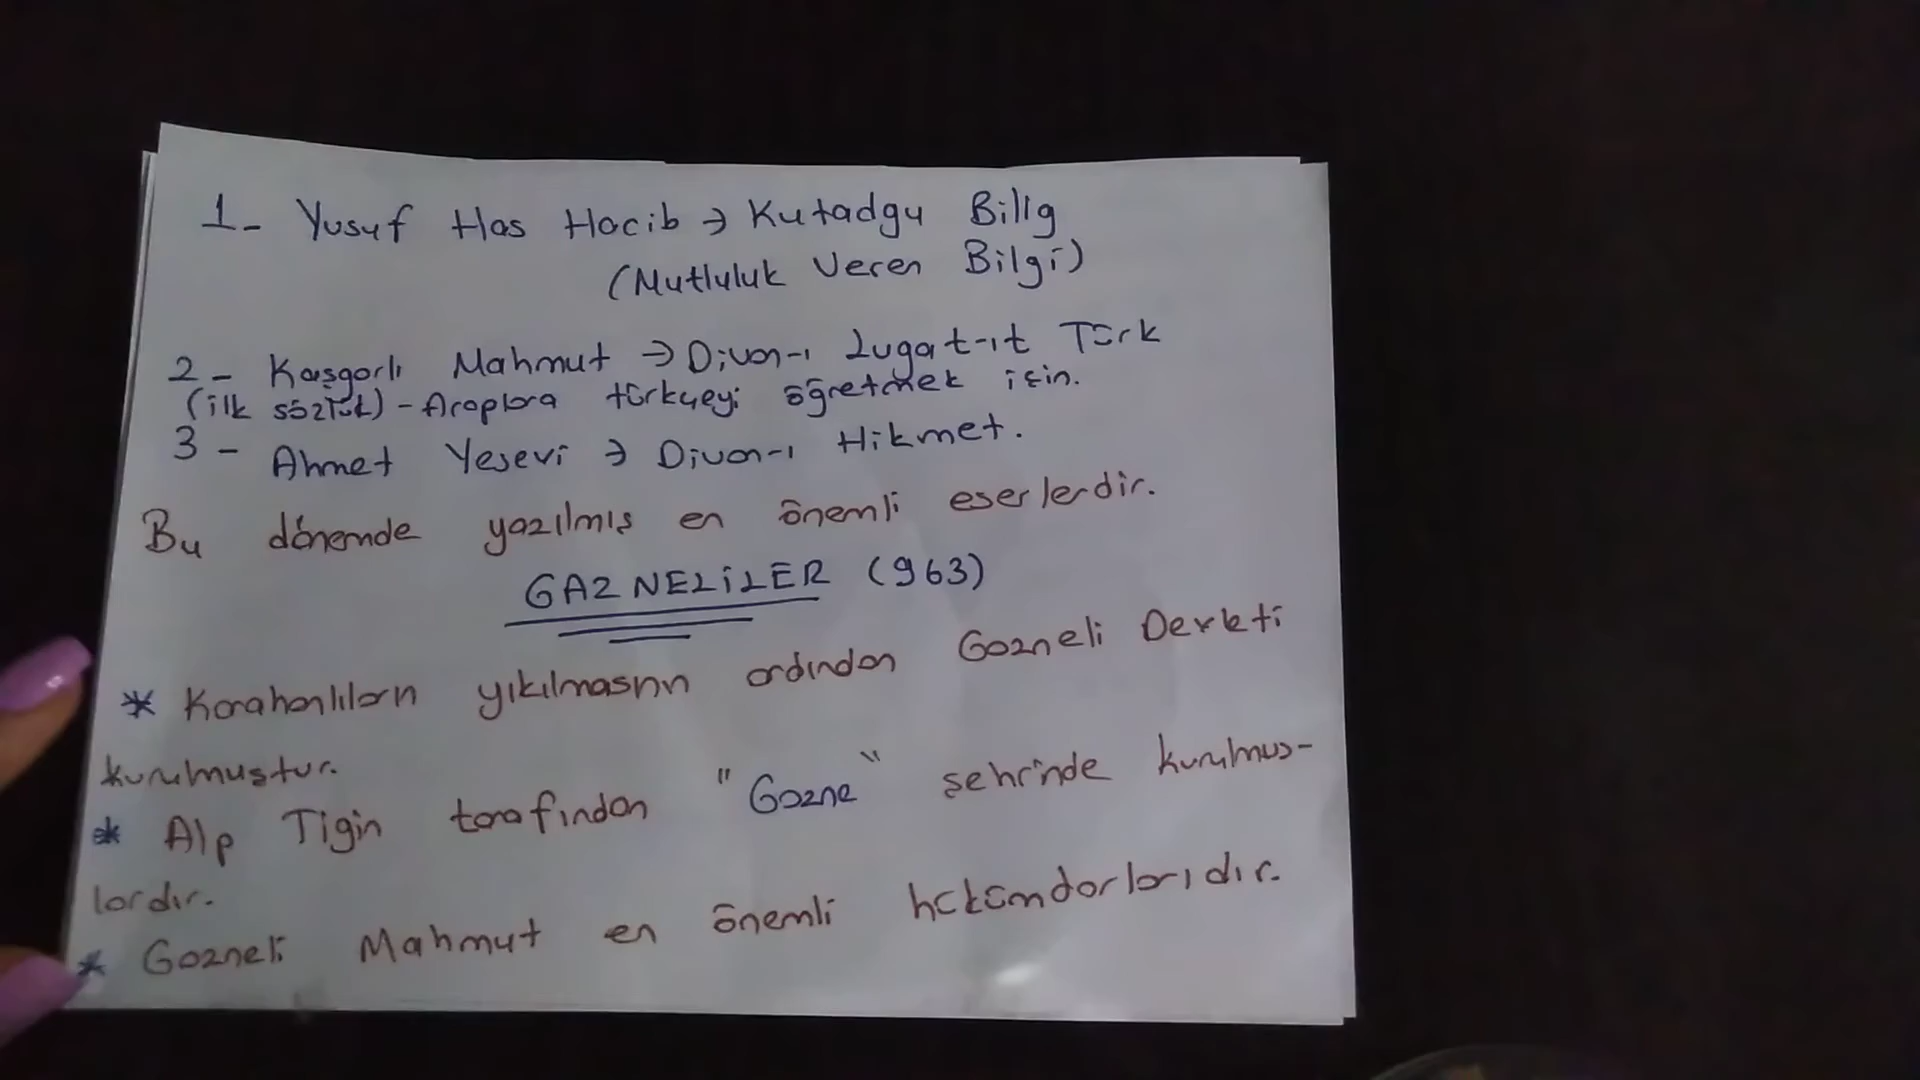 1- Yusuf Has Hacib → Kutadgu Bilig
(Mutluluk Veren Bilgi)
2- Kaşgarlı Mahmut → Divan-ı Lugat-ıt Türk
(ilk sözlük) - Araplara türkçeyi öğretmek için.
3- Ahmet Yesevi → Divan-ı Hikmet.
Bu dönemde yazılmış en önemli eserlerdir.
GAZNELİLER (963)
* Karahanlıların yıkılmasının ardından Gazneli Devleti
kurulmuştur.
* Alp Tigin tarafından "Gazne" şehrinde kurulmuş-
lardır.
* Gazneli Mahmut en önemli hükümdarlarıdır.